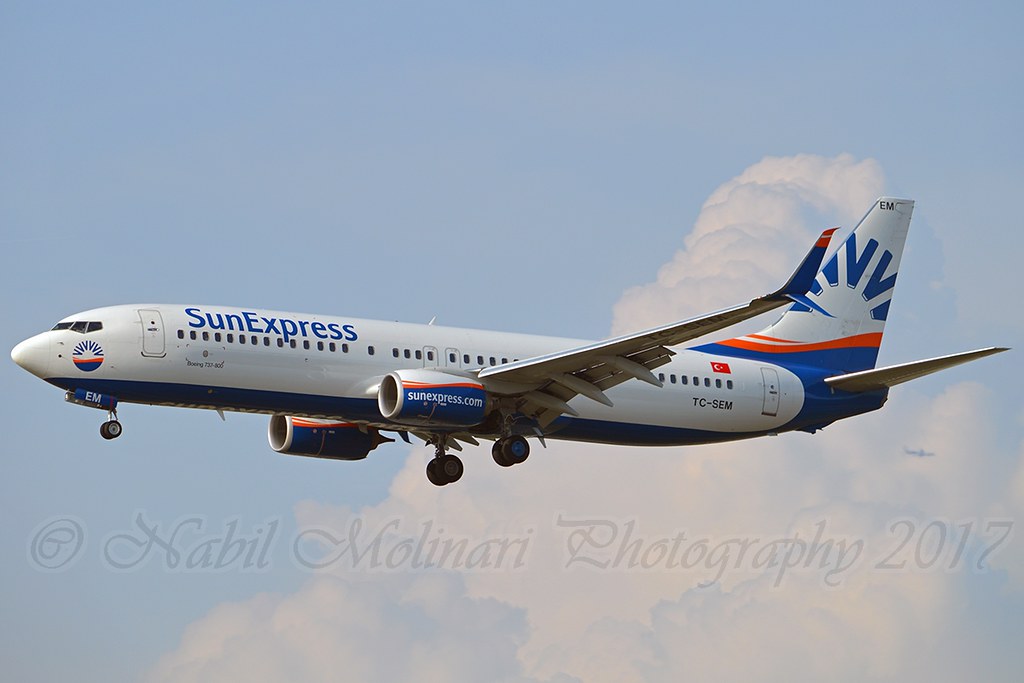 EM
SunExpress
Boeing 737-800
sunexpress.com
EM
TC-SEM
© Nabil Molinari Photography 2017